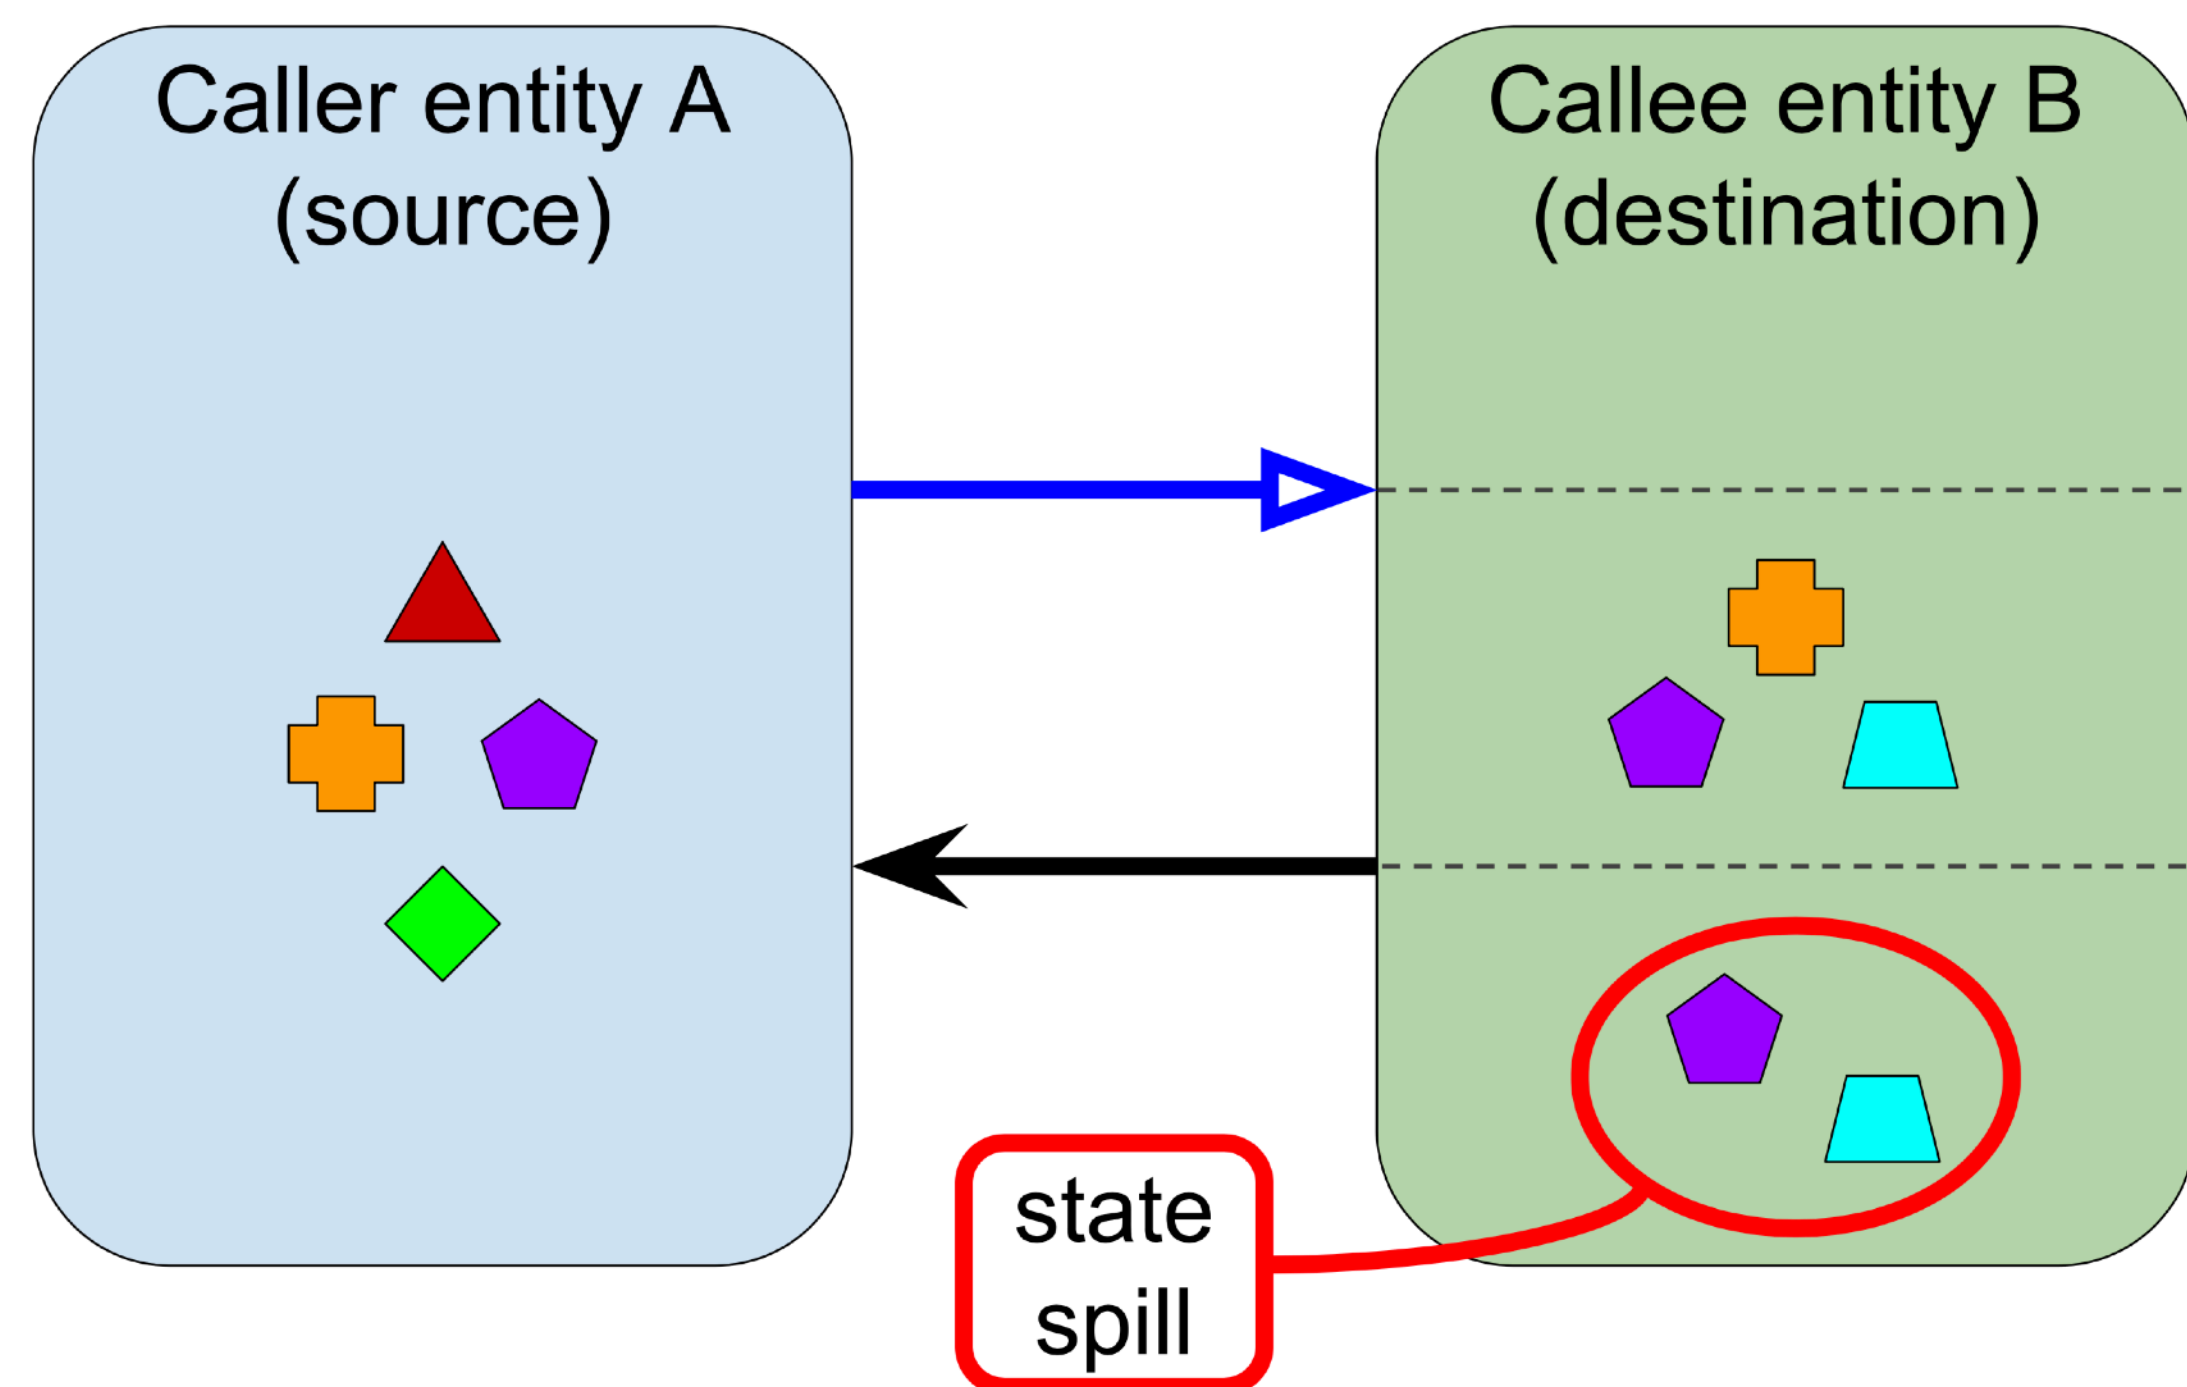 Caller entity A
(source)
Callee entity B
(destination)
state
spill